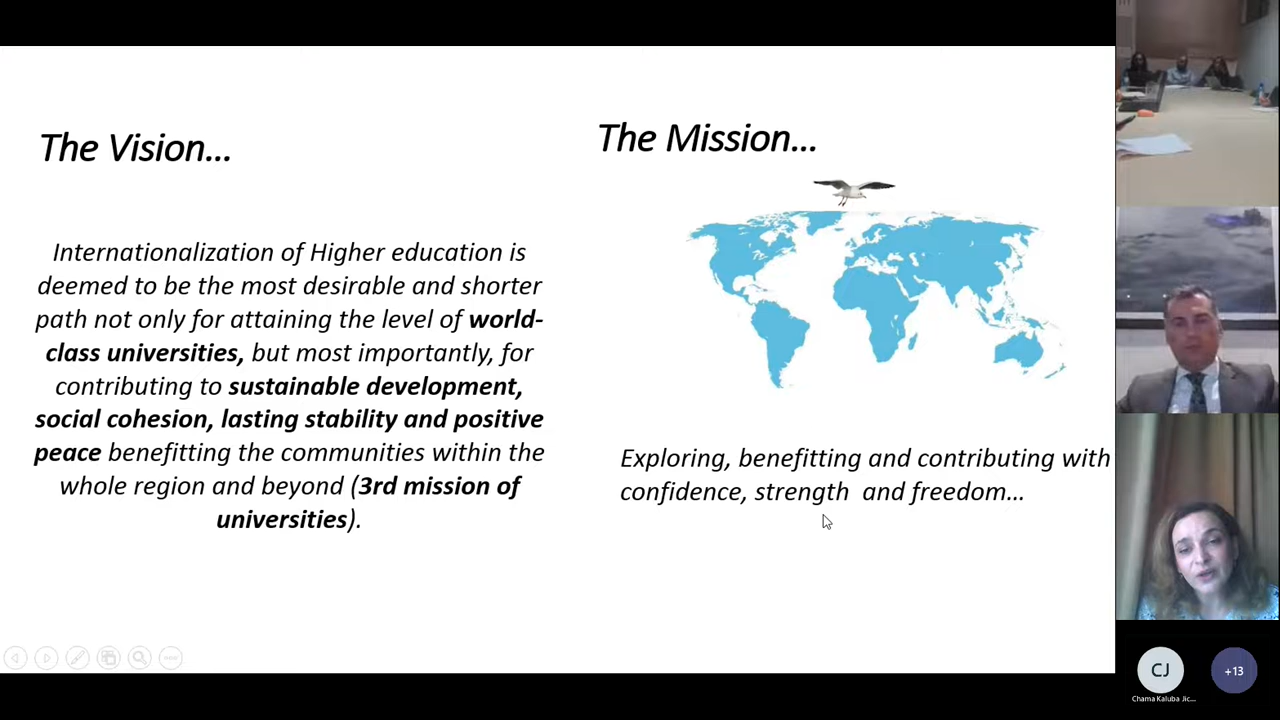 The Vision...
Internationalization of Higher education is
deemed to be the most desirable and shorter
path not only for attaining the level of world-
class universities, but most importantly, for
contributing to sustainable development,
social cohesion, lasting stability and positive
peace benefitting the communities within the
whole region and beyond (3rd mission of
universities).
The Mission...
Exploring, benefitting and contributing with
confidence, strength and freedom...
CJ
+13
Chama Kaluba Jic...